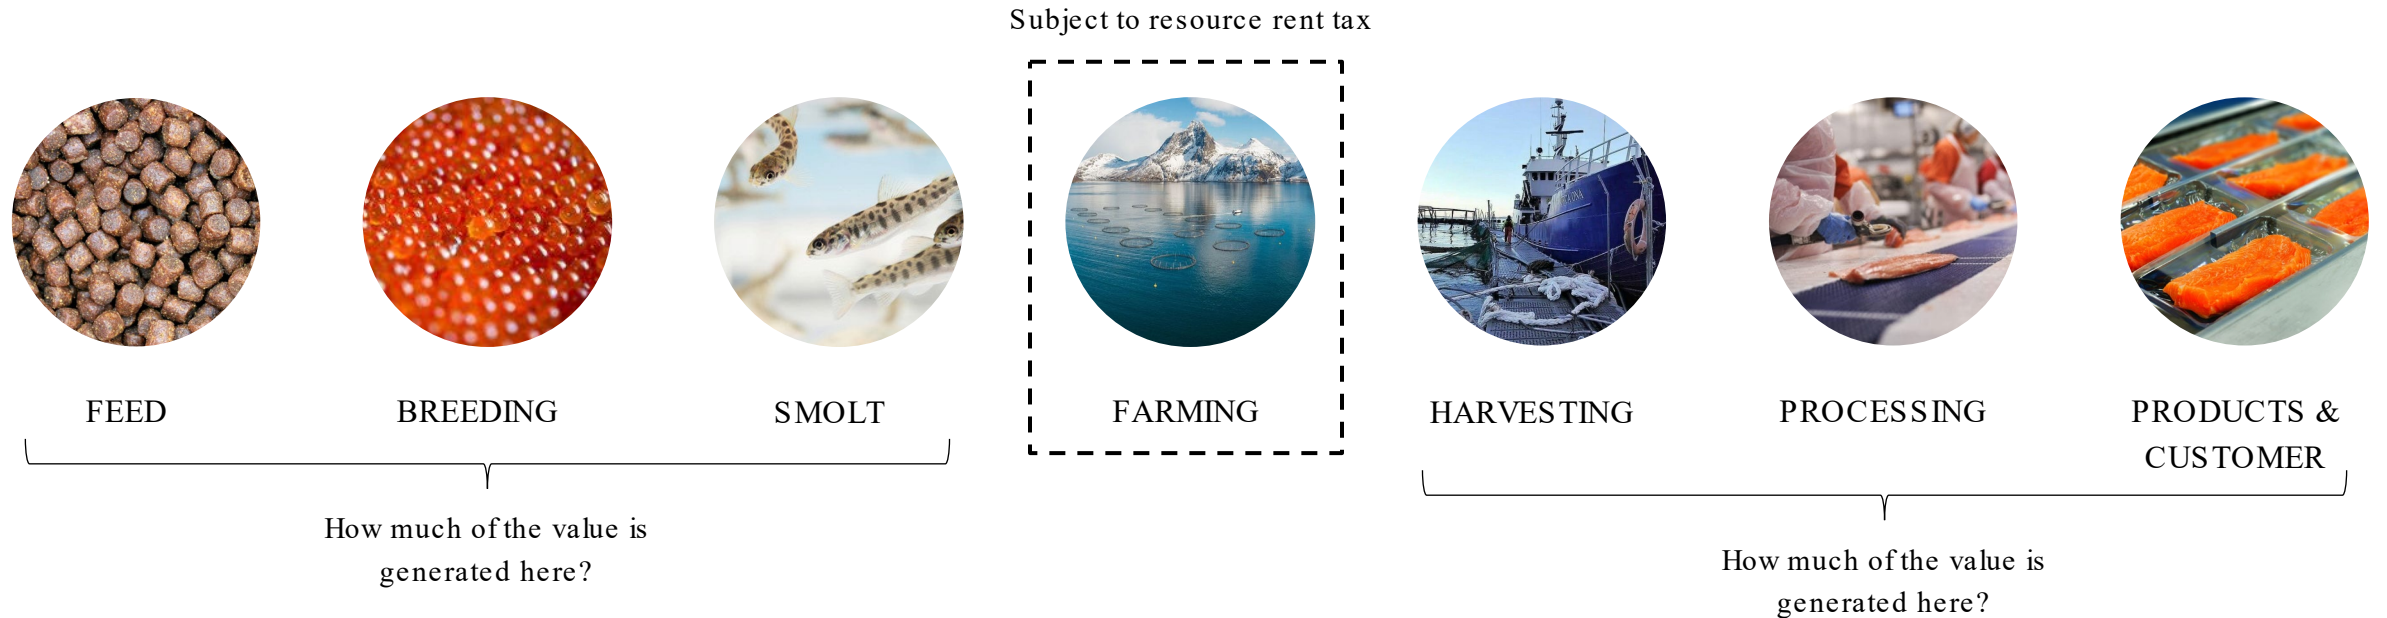 Subject to resource rent tax
FEED
BREEDING
SMOLT
FARMING
HARVESTING
PROCESSING
PRODUCTS &
CUSTOMER
How much of the value is
generated here?
How much of the value is
generated here?